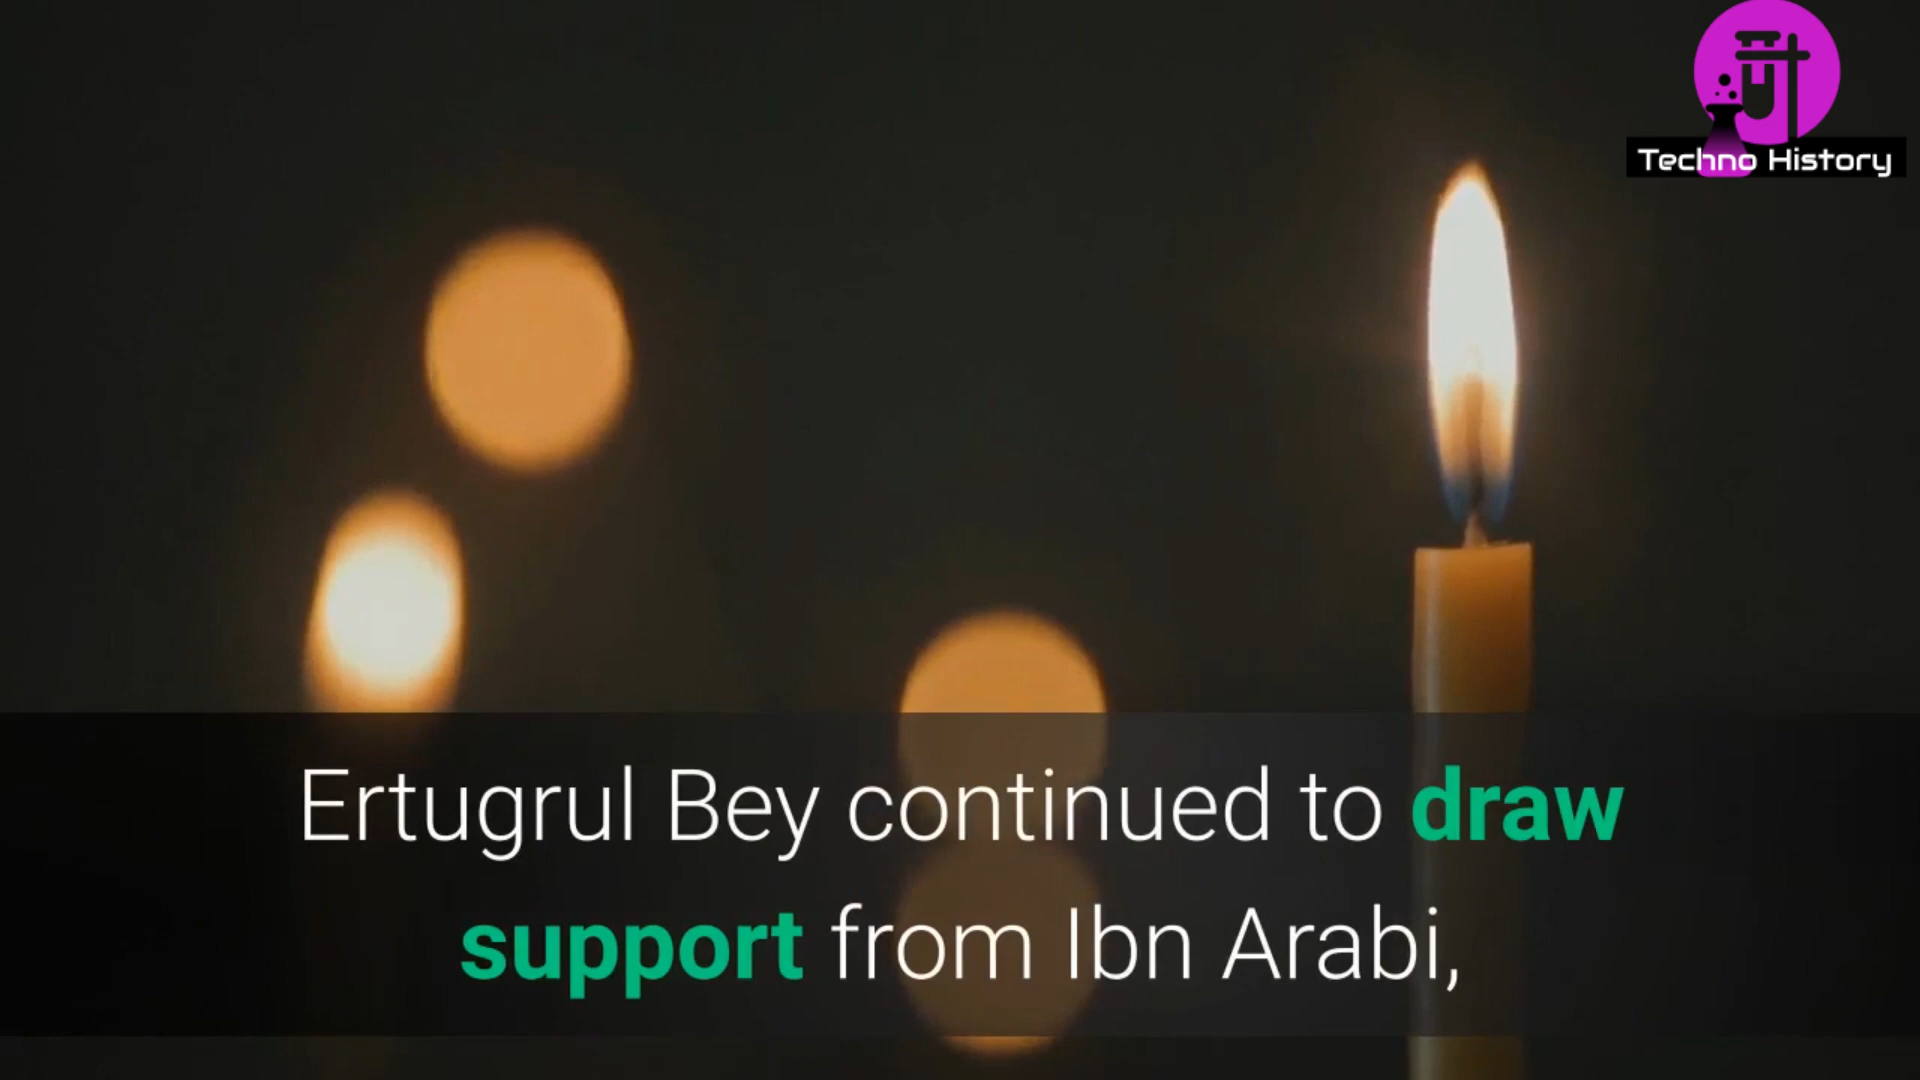 Techno History
Ertugrul Bey continued to draw
support from Ibn Arabi,